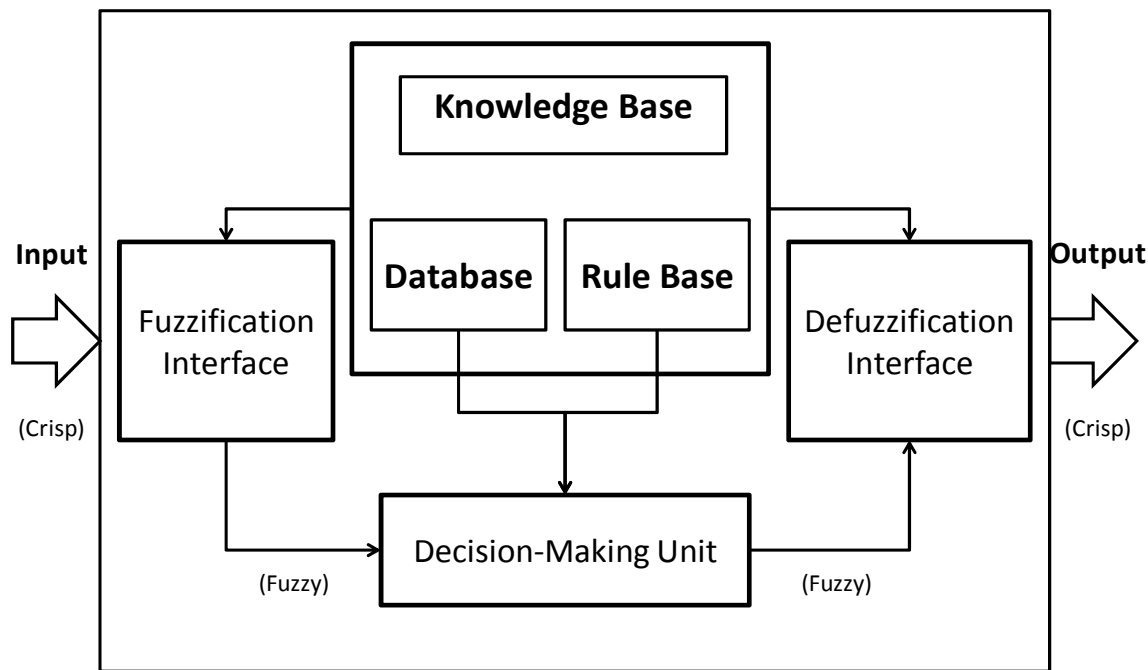 Knowledge Base
Input
Output
Database
Rule Base
Fuzzification
Interface
Defuzzification
Interface
(Crisp)
(Crisp)
Decision-Making Unit
(Fuzzy)
(Fuzzy)